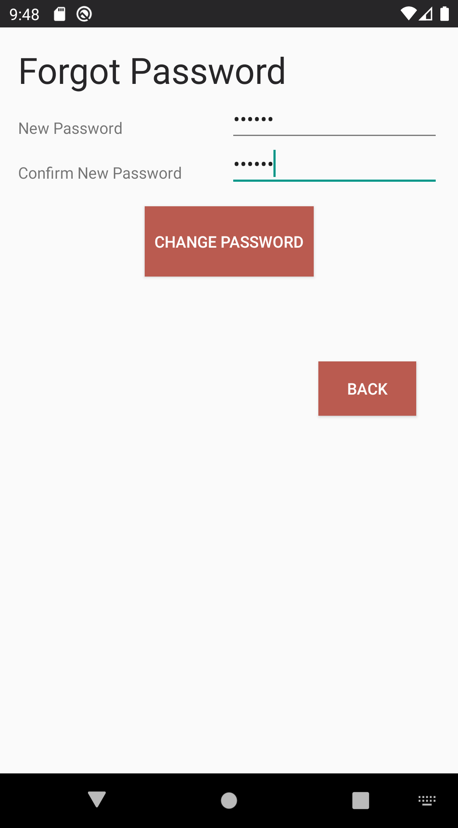 9:48
Forgot Password
New Password
••••••
Confirm New Password
••••••
CHANGE PASSWORD
BACK